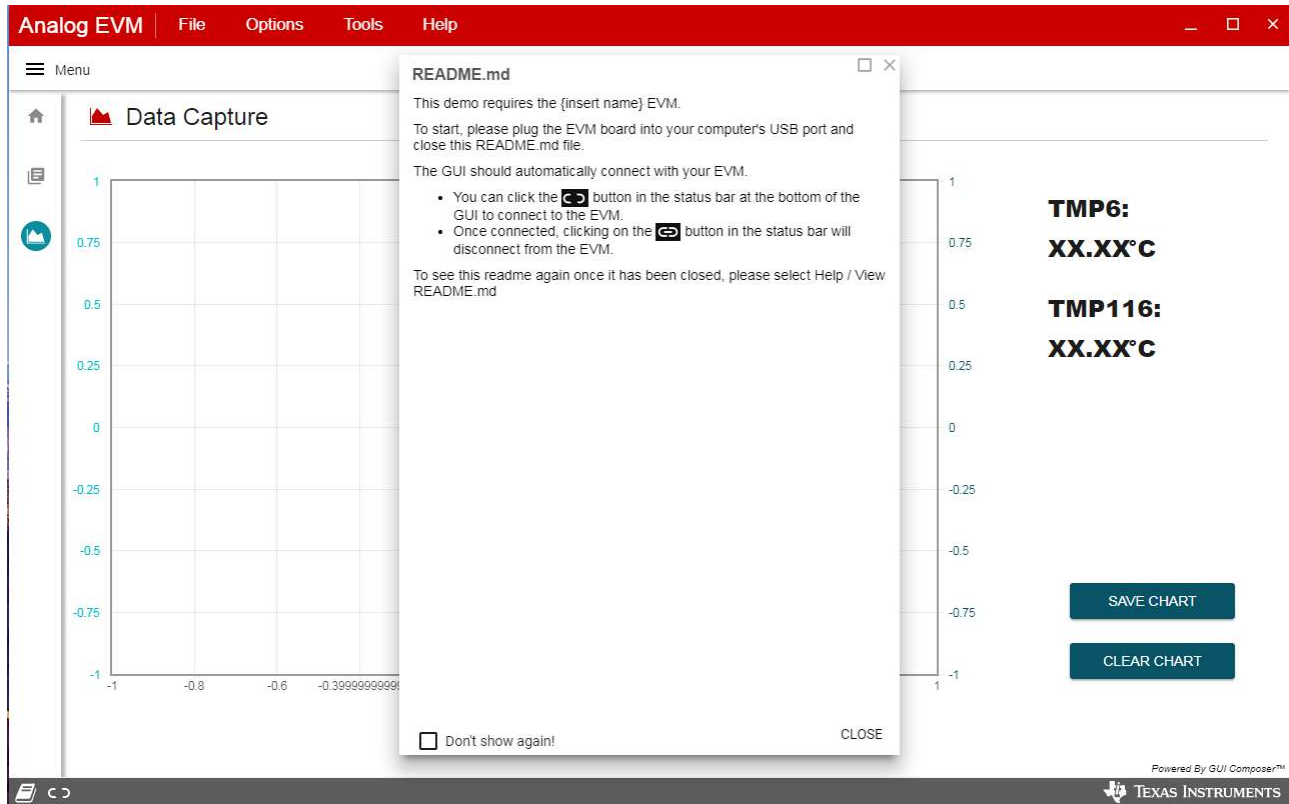 Analog EVM File Options Tools Help
Menu
Data Capture
README.md
This demo requires the {insert name} EVM.
To start, please plug the EVM board into your computer's USB port and
close this README.md file.
The GUI should automatically connect with your EVM.
• You can click the button in the status bar at the bottom of the
GUI to connect to the EVM.
• Once connected, clicking on the button in the status bar will
disconnect from the EVM.
To see this readme again once it has been closed, please select Help / View
README.md
Don't show again!
CLOSE
1
0.75
0.5
0.25
0
-0.25
-0.5
-0.75
-1
-1 -0.8 -0.6 -0.3999999999 1
1
0.75
0.5
0.25
0
-0.25
-0.5
-0.75
-1
TMP6:
XX.XX°C
TMP116:
XX.XX°C
SAVE CHART
CLEAR CHART
Powered By GUI Composer™
TEXAS INSTRUMENTS